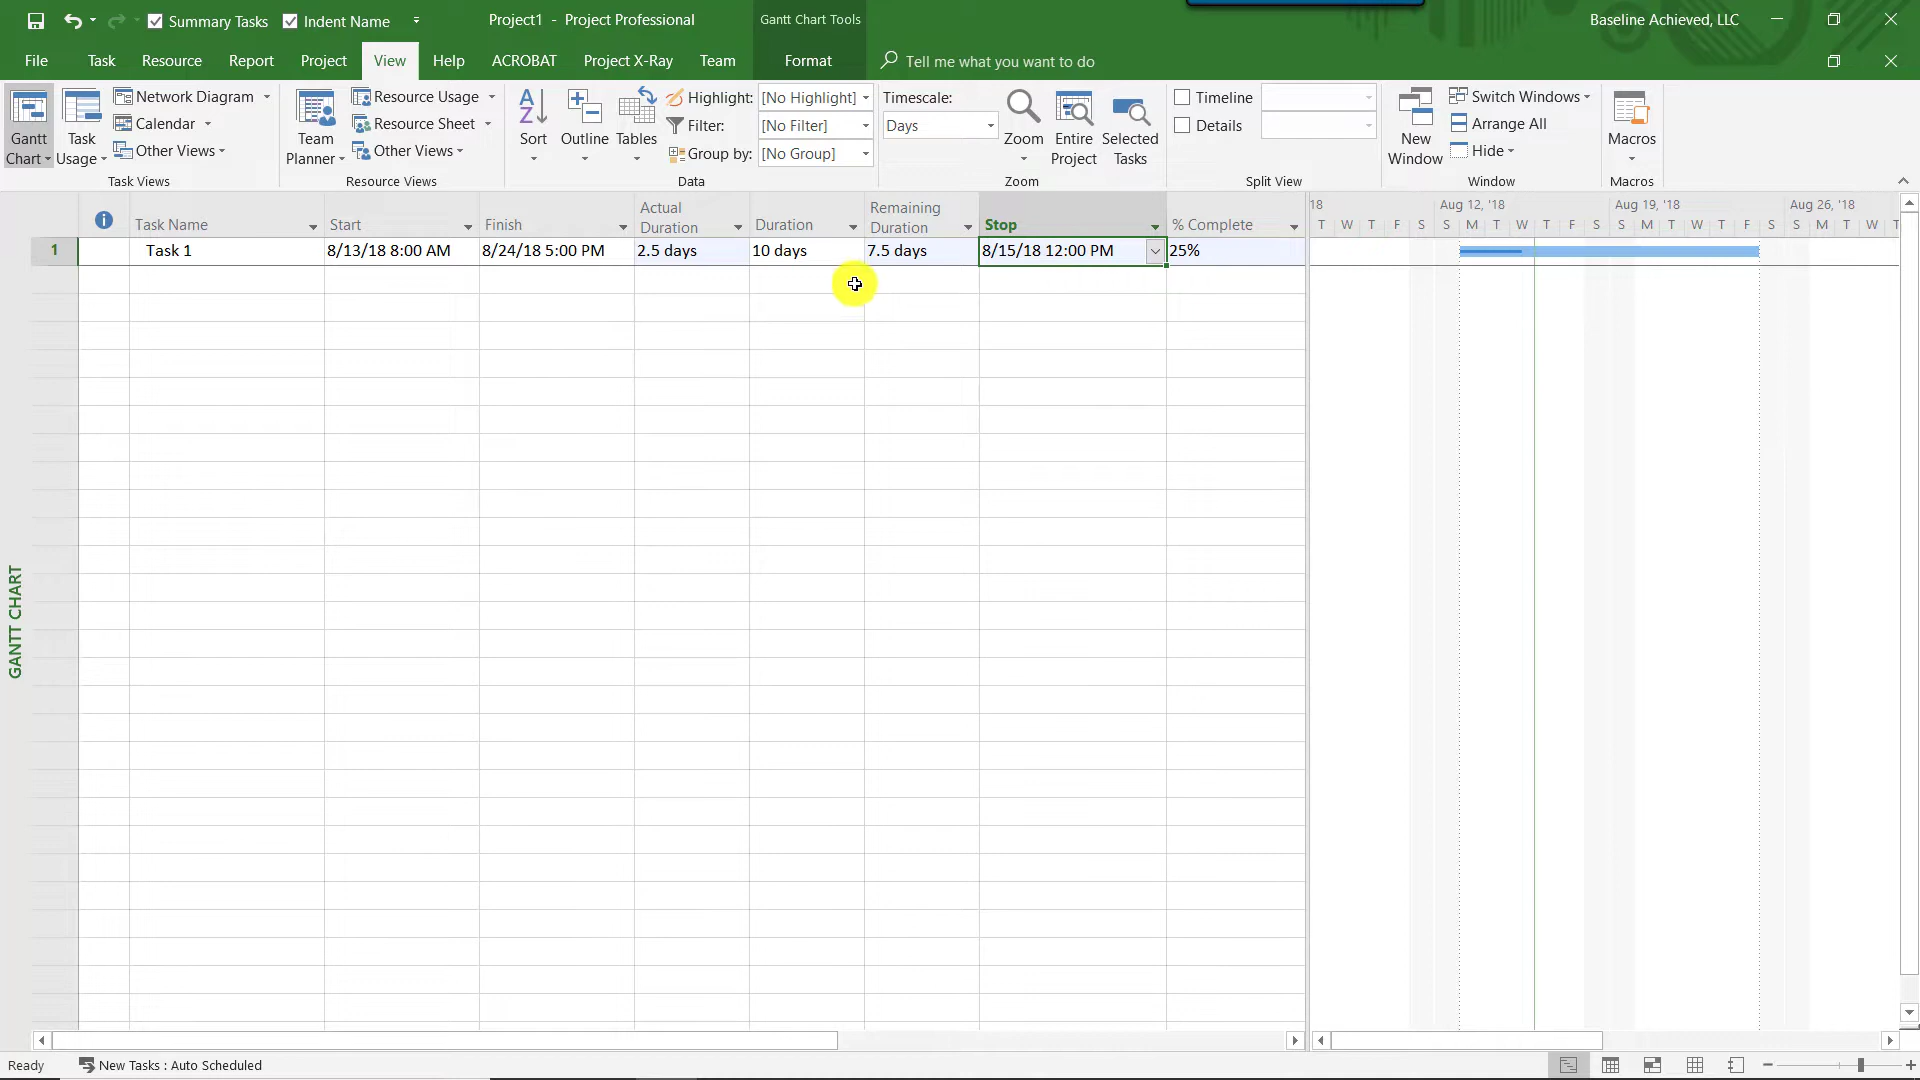 Summary Tasks Indent Name Project1 - Project Professional Gantt Chart Tools Baseline Achieved, LLC
File Task Resource Report Project View Help ACROBAT Project X-Ray Team Format Tell me what you want to do
Gantt
Chart
Task
Usage
Network Diagram
Calendar
Other Views
Task Views
Team
Planner
Resource Usage
Resource Sheet
Other Views
Resource Views
A
Z
Sort
Outline
Tables
Highlight: [No Highlight]
Filter: [No Filter]
Group by: [No Group]
Data
Timescale:
Days
Zoom
Entire
Project
Selected
Tasks
Zoom
Timeline
Details
Split View
New
Window
Switch Windows
Arrange All
Hide
Window
Macros
Macros
Task Name Start Finish Actual Duration Duration Remaining Duration Stop % Complete
18 Aug 12, '18 Aug 19, '18 Aug 26, '18
T W T F S S M T W T F S S M T W T F S S M T W T
1 Task 1 8/13/18 8:00 AM 8/24/18 5:00 PM 2.5 days 10 days 7.5 days 8/15/18 12:00 PM 25%
GANTT CHART
Ready New Tasks : Auto Scheduled